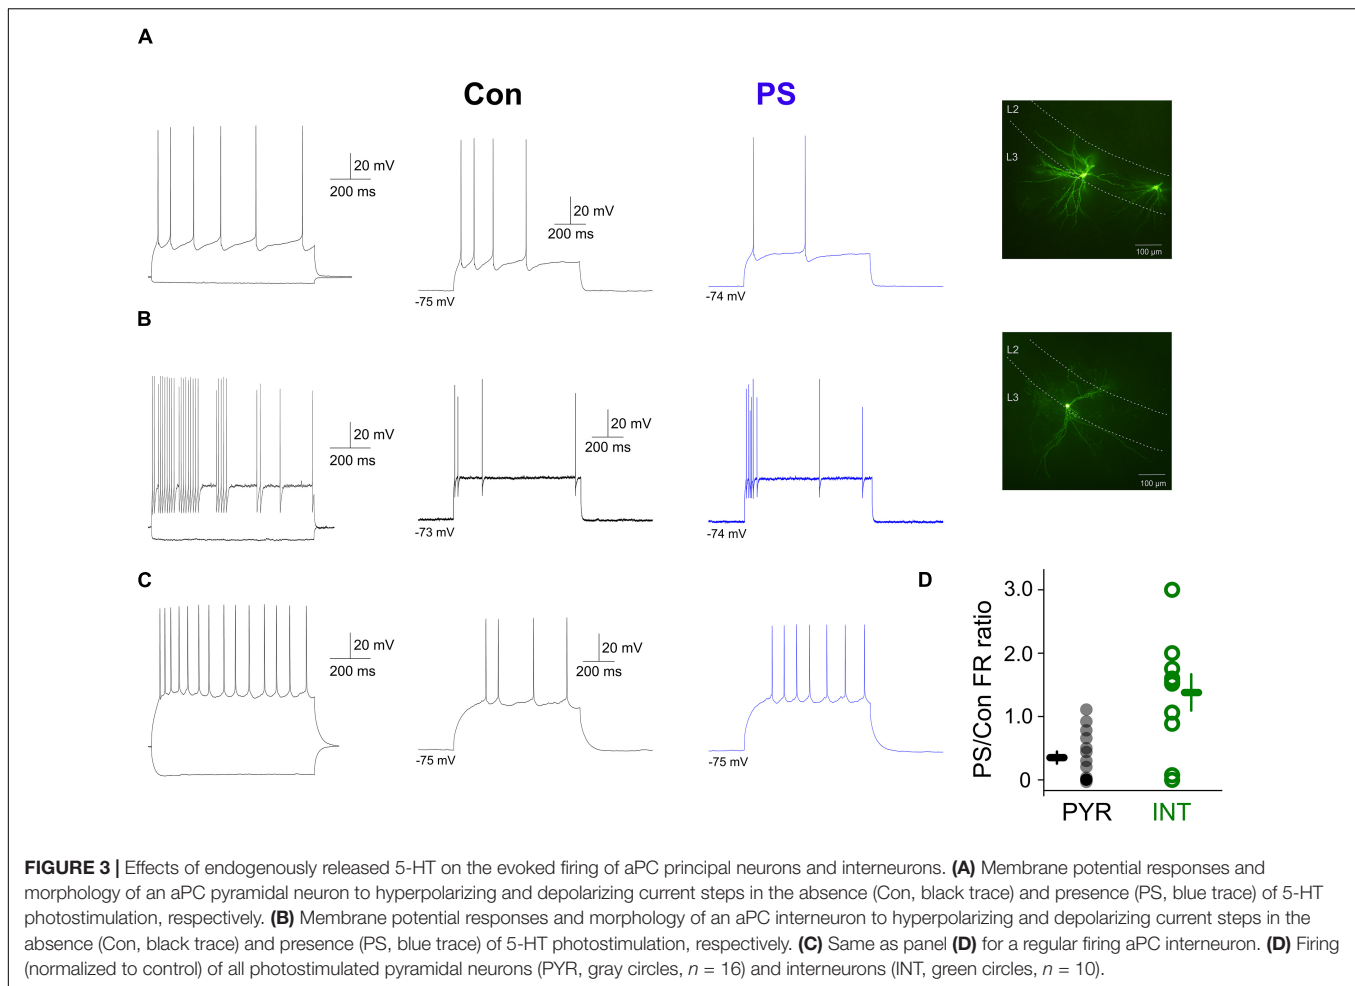 A
Con
PS
20 mV
200 ms
20 mV
200 ms
-75 mV
-74 mV
L2
L3
100 µm
B
20 mV
200 ms
20 mV
200 ms
-73 mV
-74 mV
L2
L3
100 µm
C
20 mV
200 ms
20 mV
200 ms
-75 mV
-75 mV
D
PS/Con FR ratio
3.0
2.0
1.0
0
PYR
INT
FIGURE 3 | Effects of endogenously released 5-HT on the evoked firing of aPC principal neurons and interneurons. (A) Membrane potential responses and
morphology of an aPC pyramidal neuron to hyperpolarizing and depolarizing current steps in the absence (Con, black trace) and presence (PS, blue trace) of 5-HT
photostimulation, respectively. (B) Membrane potential responses and morphology of an aPC interneuron to hyperpolarizing and depolarizing current steps in the
absence (Con, black trace) and presence (PS, blue trace) of 5-HT photostimulation, respectively. (C) Same as panel (D) for a regular firing aPC interneuron. (D) Firing
(normalized to control) of all photostimulated pyramidal neurons (PYR, gray circles, n = 16) and interneurons (INT, green circles, n = 10).